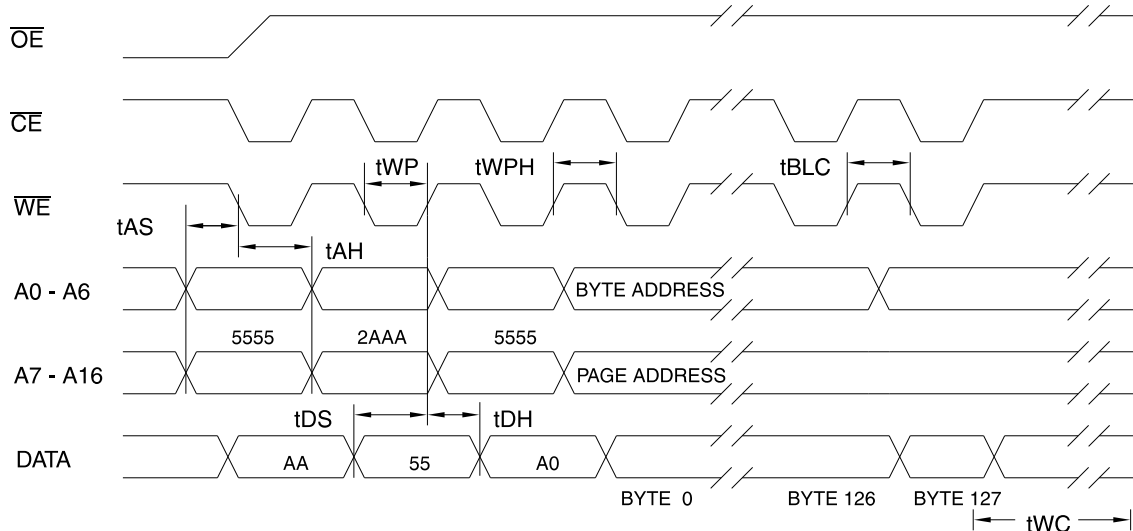 OE
CE
tWP tWPH tBLC
WE
tAS
tAH
A0 - A6 BYTE ADDRESS
5555 2AAA 5555
A7 - A16 PAGE ADDRESS
tDS tDH
DATA AA 55 A0
BYTE 0 BYTE 126 BYTE 127
tWC